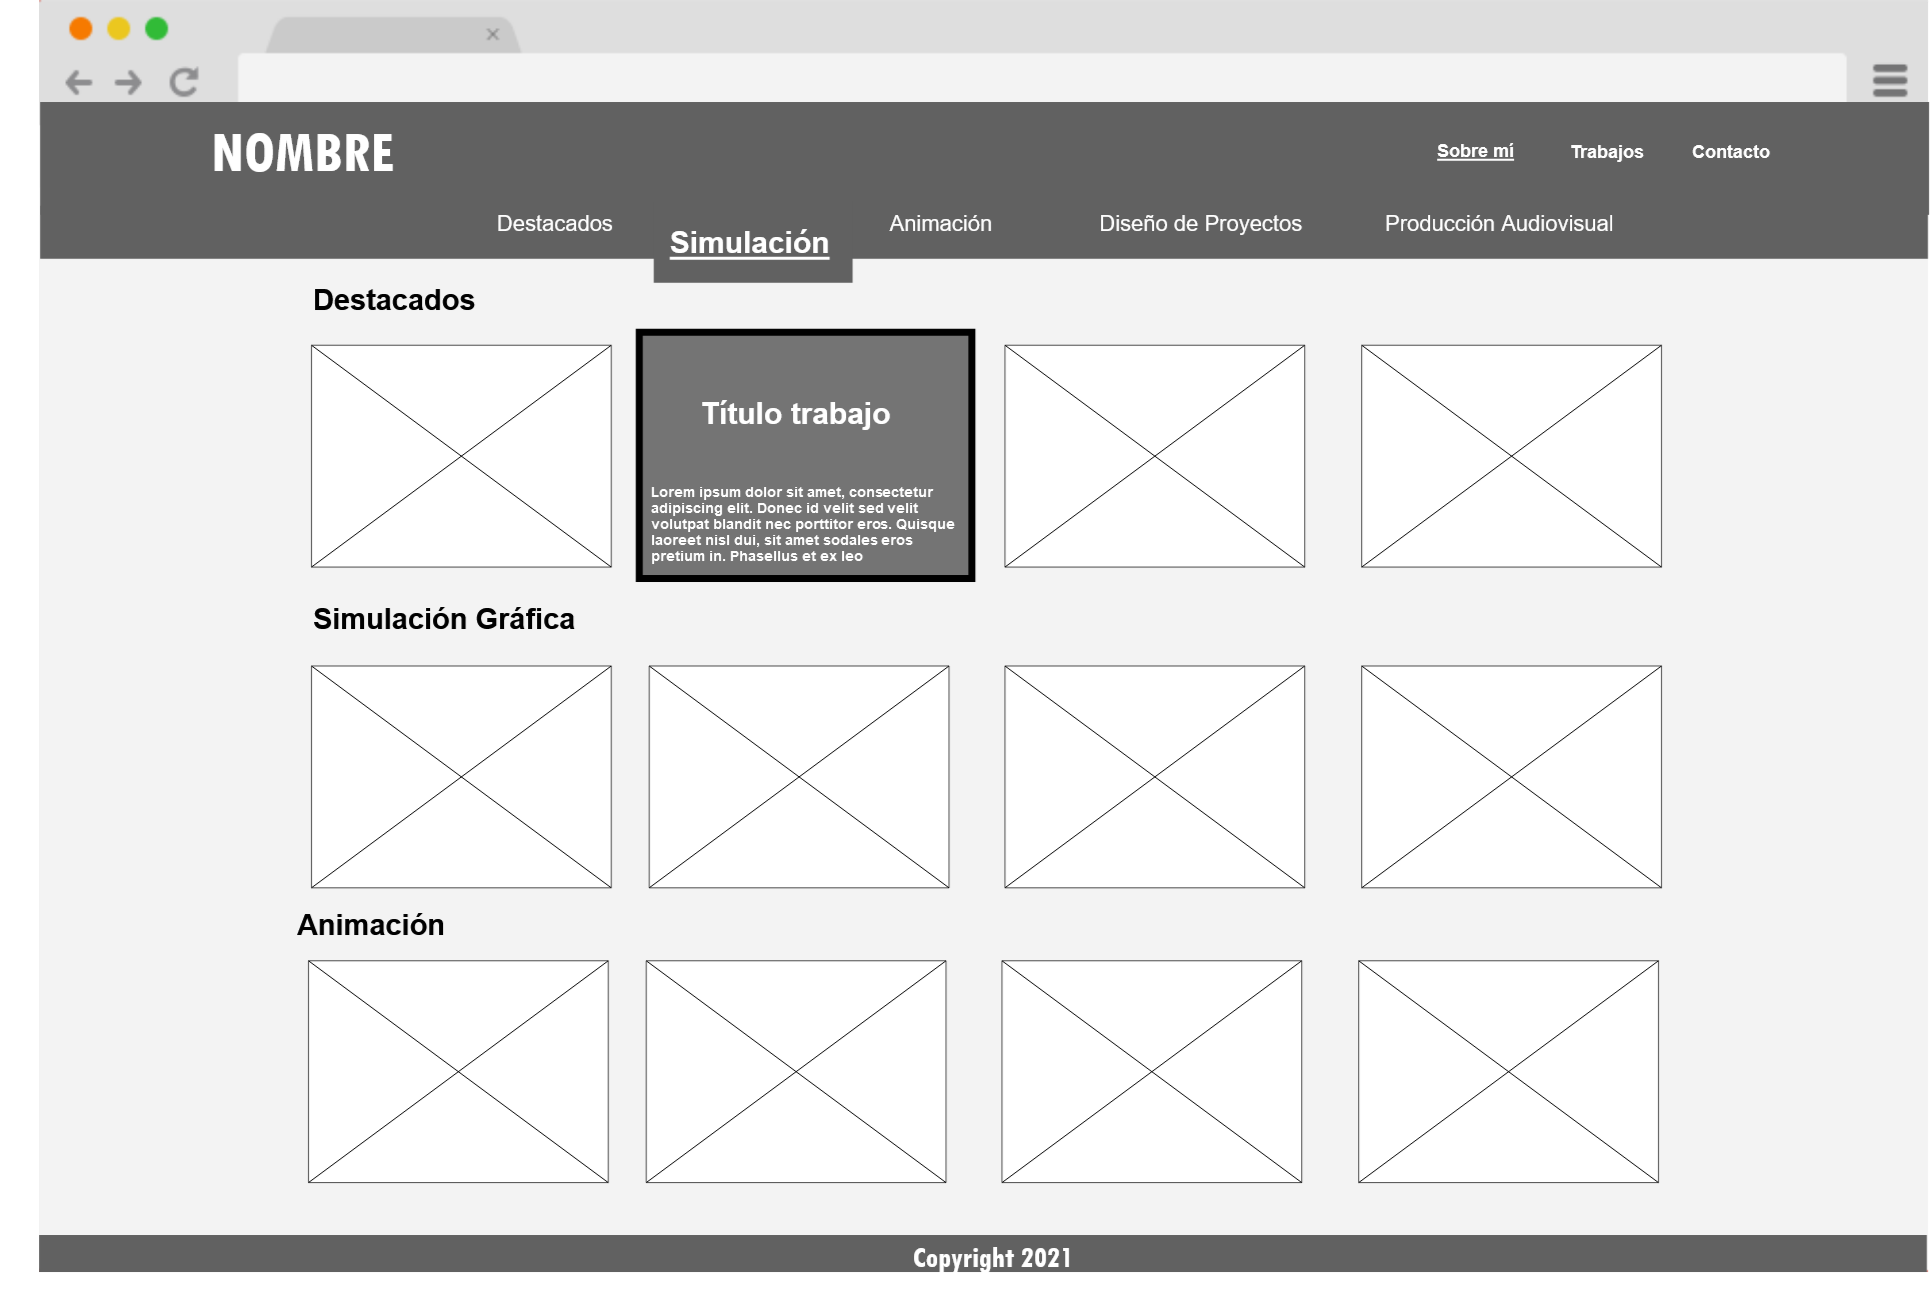 NOMBRE
Sobre mí Trabajos Contacto
Destacados Simulación Animación Diseño de Proyectos Producción Audiovisual
Destacados
Título trabajo
Lorem ipsum dolor sit amet, consectetur
adipiscing elit. Donec id velit sed velit
volutpat blandit nec porttitor eros. Quisque
laoreet nisl dui, sit amet sodales eros
pretium in. Phasellus et ex leo
Simulación Gráfica
Animación
Copyright 2021